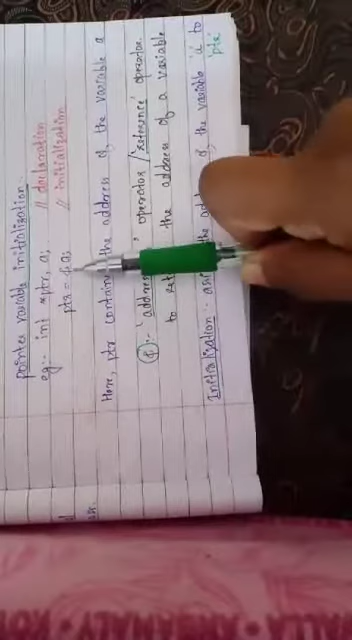 pointer variable initialization.
eg:- int *ptr, a; // declaration
ptr = &a; // initialization
Here, ptr contains the address of the variable a
&:- 'address operator / 'reference' operator.
to the address of a variable
Initialization:- the of the variable 'a' to
'ptr'